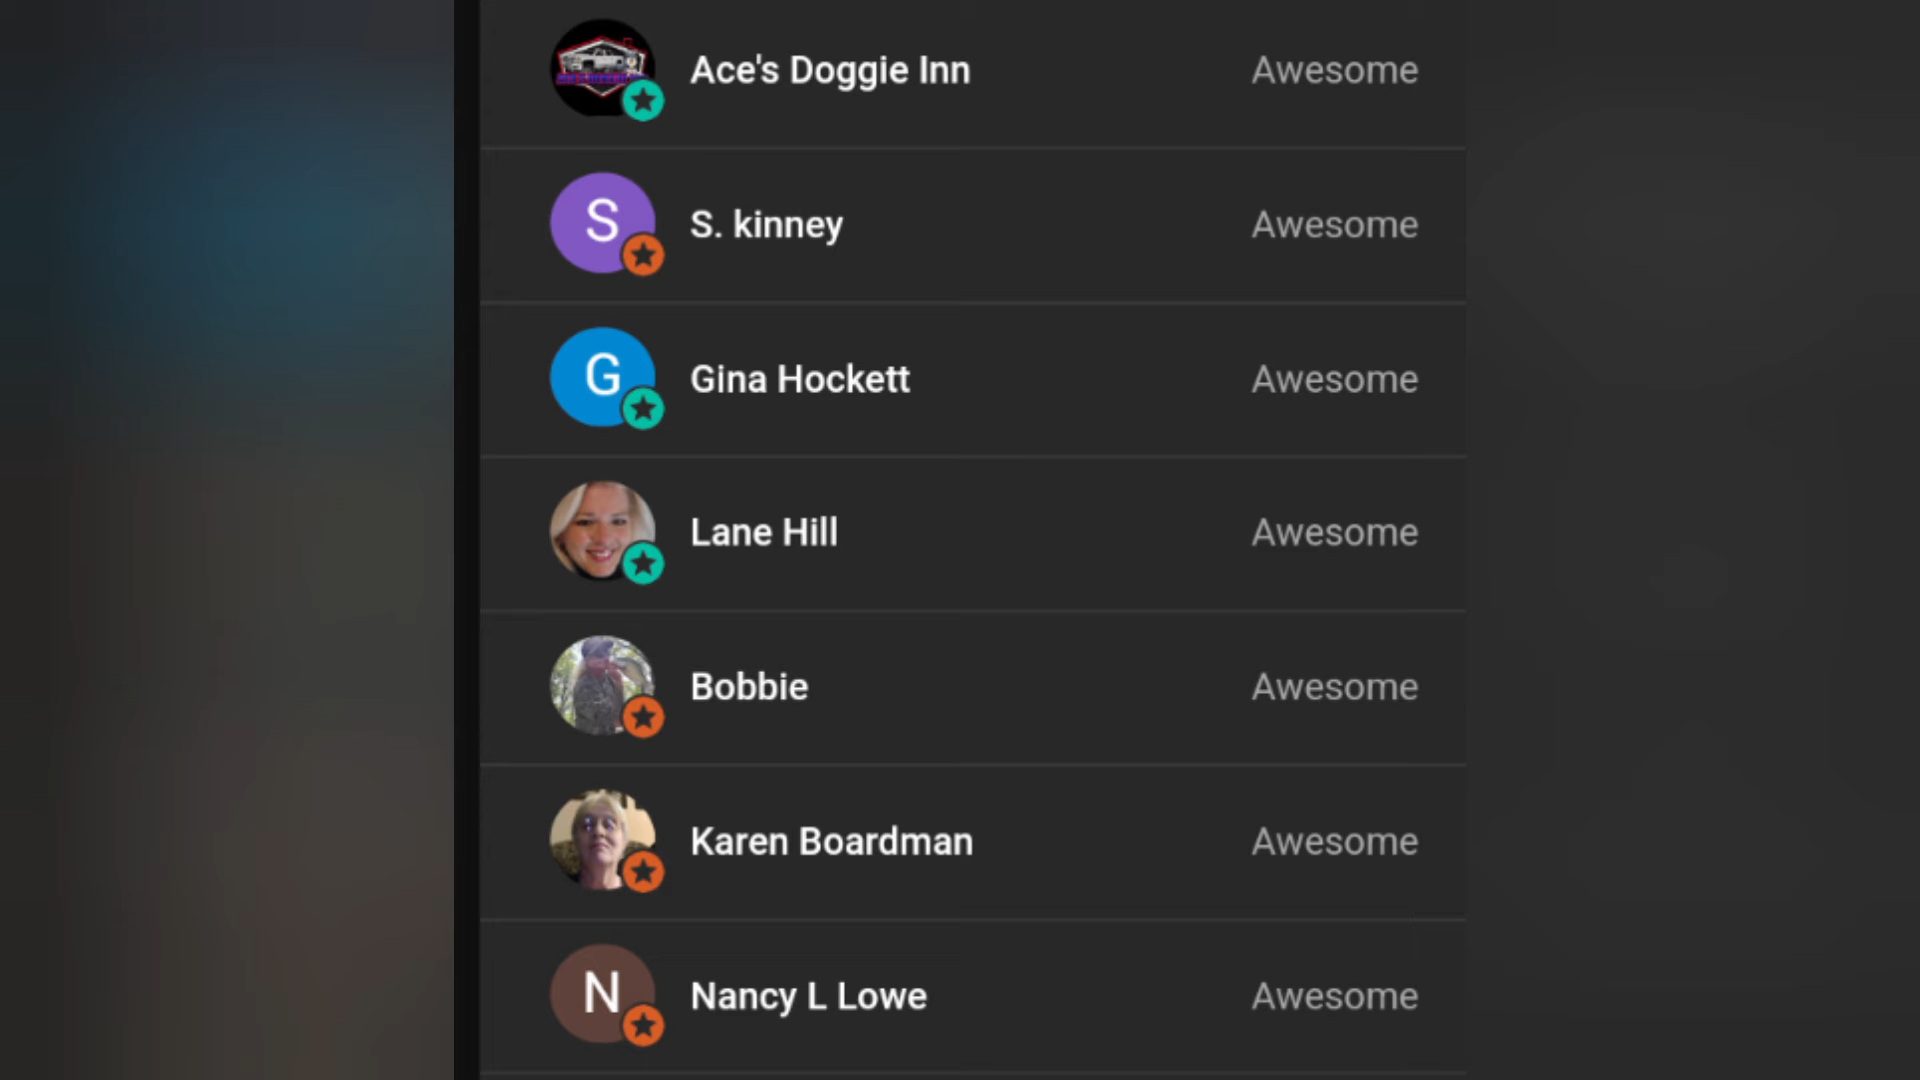 Ace's Doggie Inn Awesome
S S. kinney Awesome
G Gina Hockett Awesome
Lane Hill Awesome
Bobbie Awesome
Karen Boardman Awesome
N Nancy L Lowe Awesome